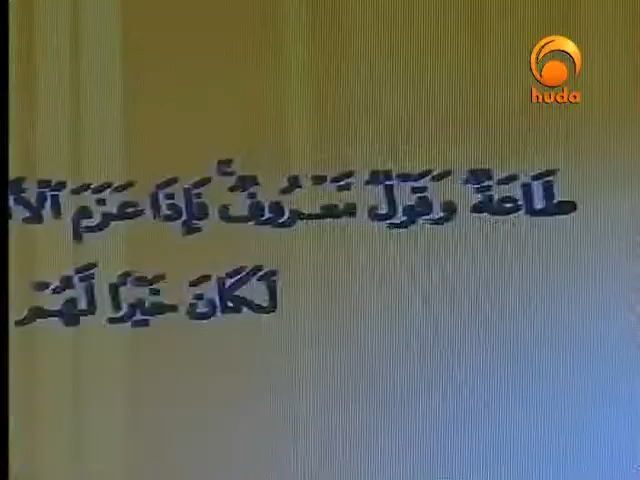 huda
طَاعَةٌ وَقَوْلٌ مَّعْرُوفٌ ۚ فَإِذَا عَزَمَ
لَكَانَ خَيْرًا لَّهُمْ